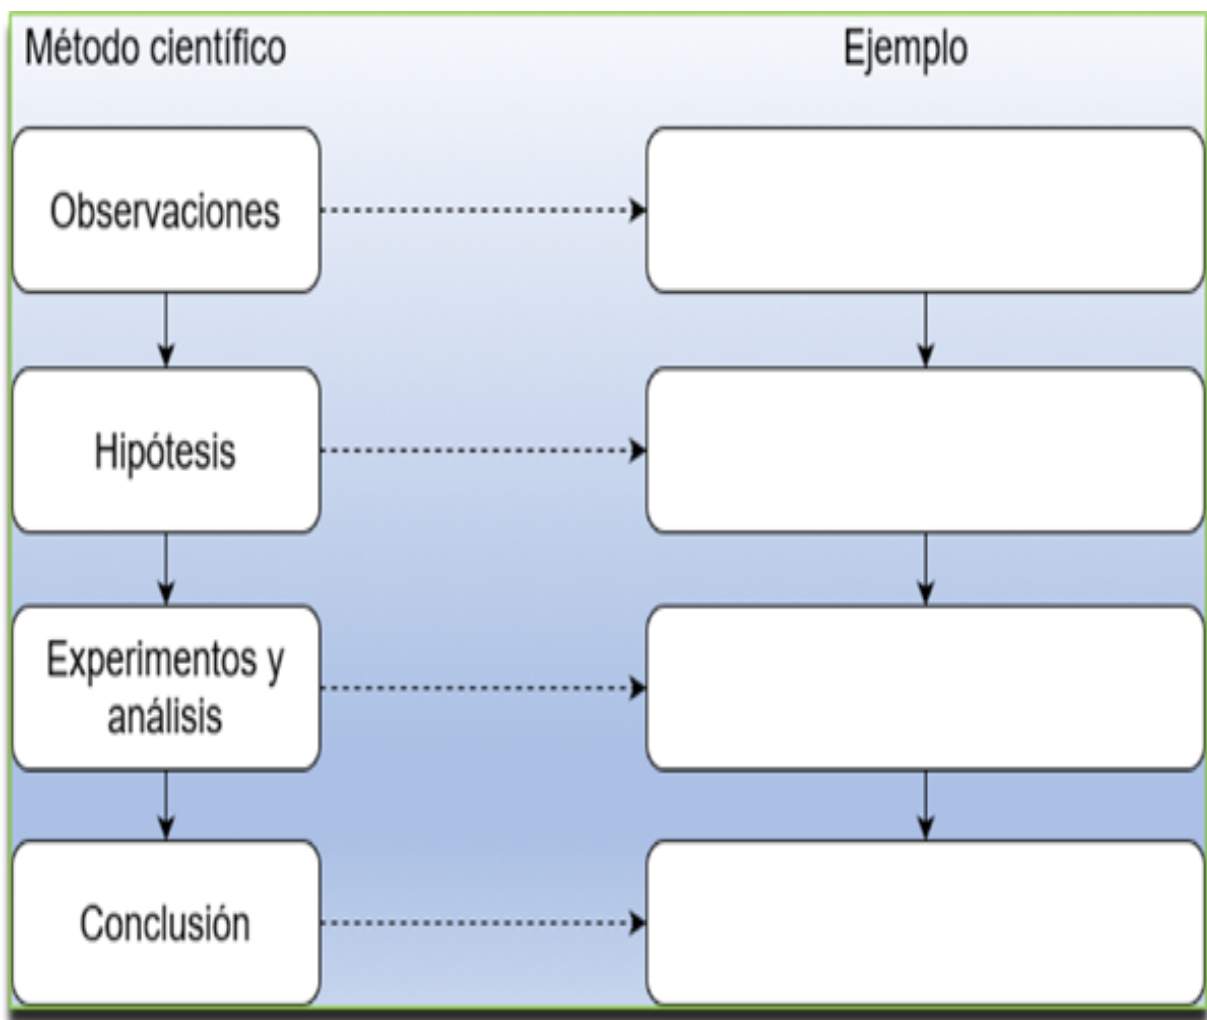 Método científico
Ejemplo
Observaciones
Hipótesis
Experimentos y
análisis
Conclusión